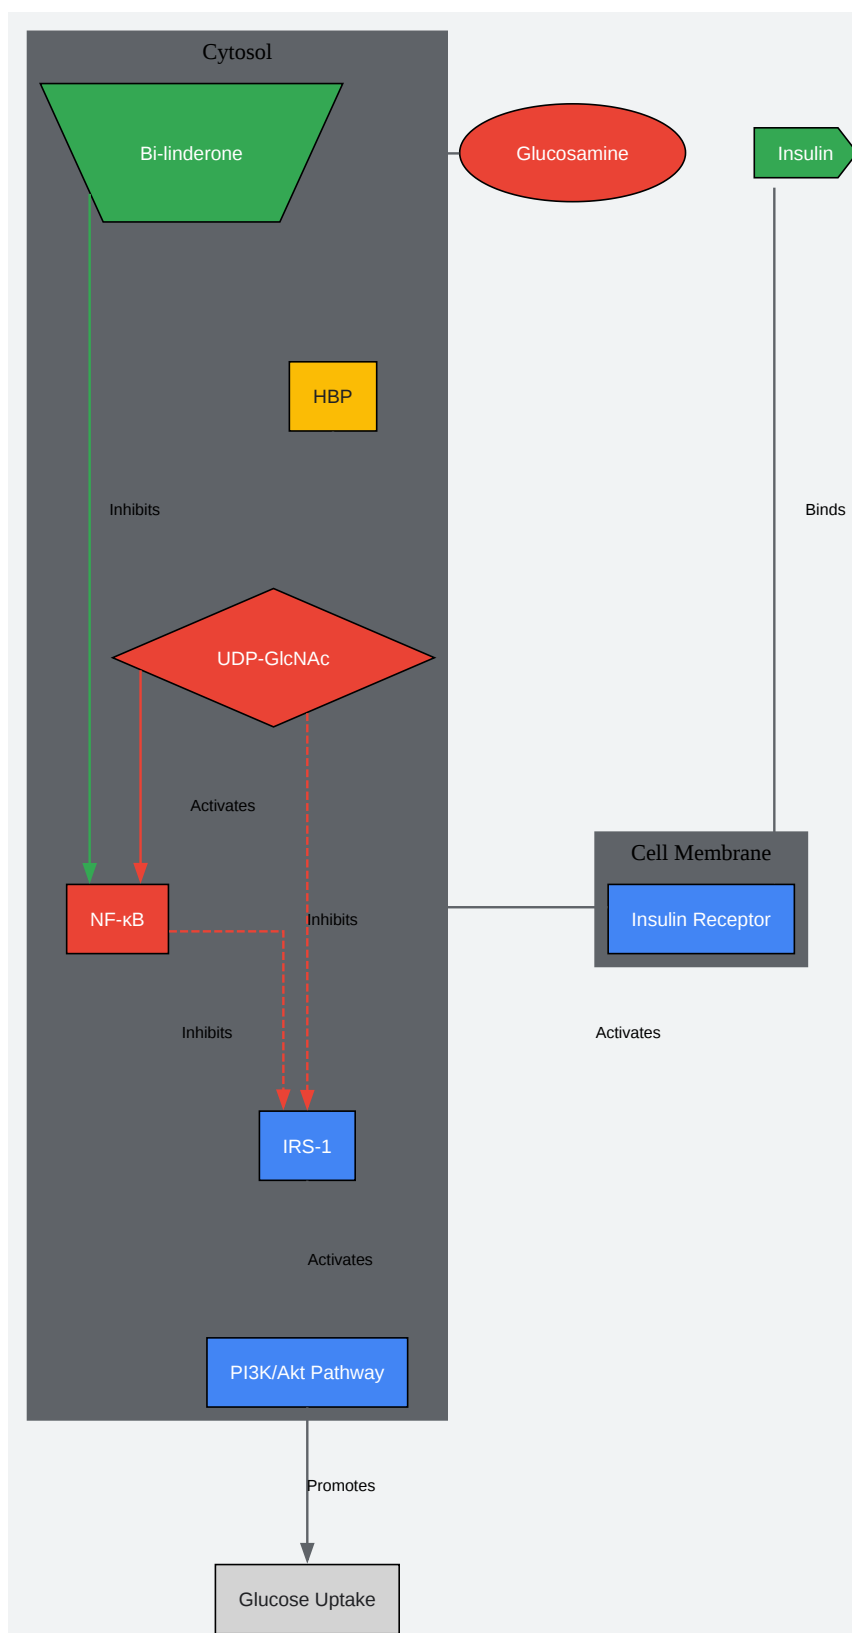 Cytosol
Bi-linderone
Glucosamine
Insulin
HBP
Inhibits
Binds
UDP-GlcNAc
Activates
Cell Membrane
NF-κB
Inhibits
Insulin Receptor
Inhibits
Activates
IRS-1
Activates
PI3K/Akt Pathway
Promotes
Glucose Uptake